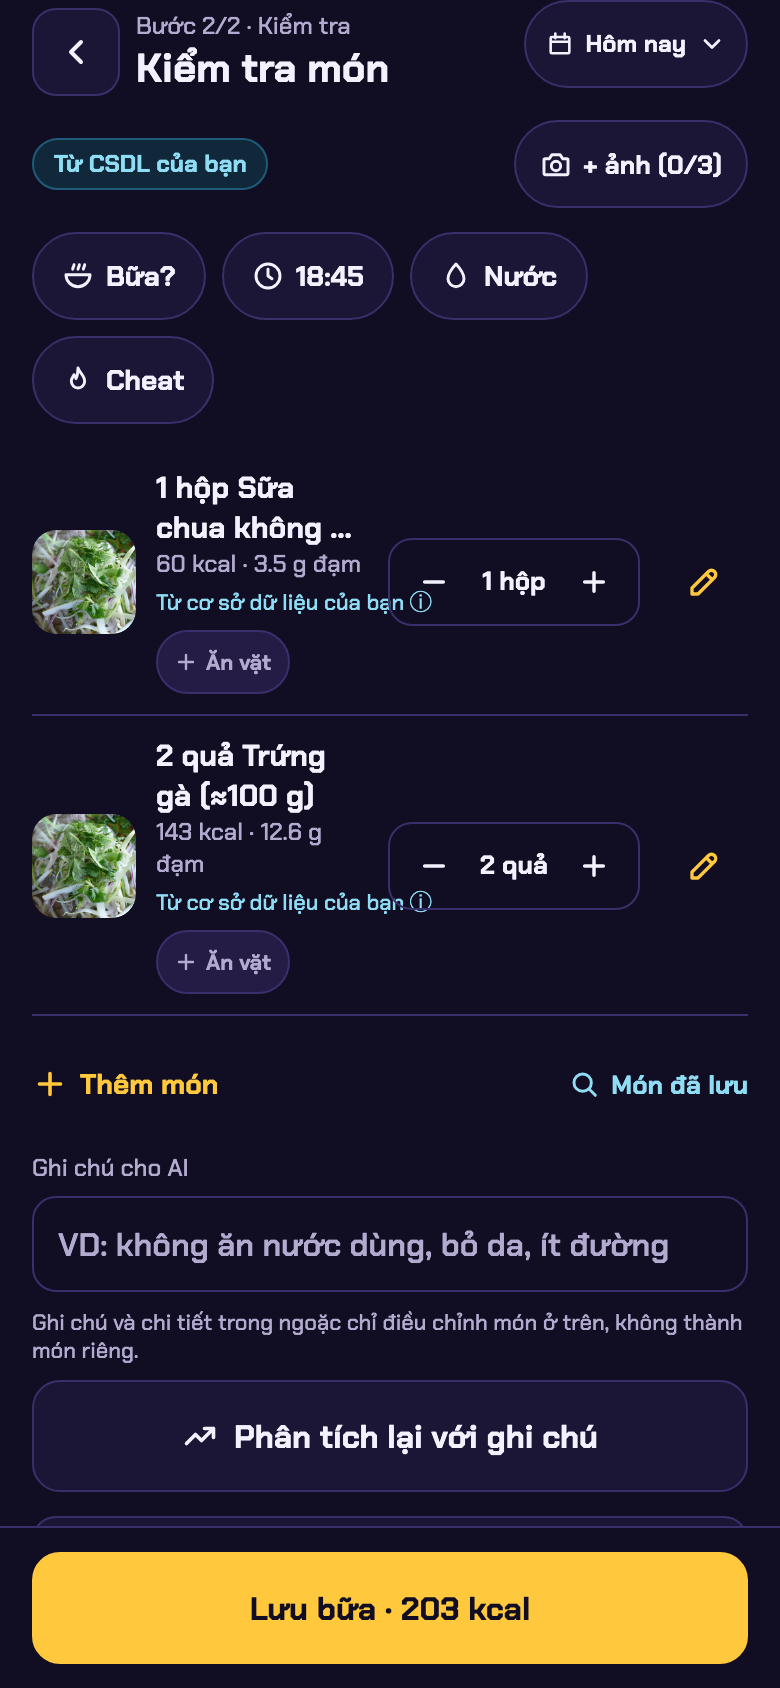 Bước 2/2 · Kiểm tra
Kiểm tra món
Hôm nay
Từ CSDL của bạn
+ ảnh (0/3)
Bữa?
18:45
Nước
Cheat
1 hộp Sữa
chua không ...
60 kcal · 3.5 g đạm
Từ cơ sở dữ liệu của bạn ⓘ
− 1 hộp +
+ Ăn vặt
2 quả Trứng
gà (≈100 g)
143 kcal · 12.6 g
đạm
Từ cơ sở dữ liệu của bạn ⓘ
− 2 quả +
+ Ăn vặt
+ Thêm món
Món đã lưu
Ghi chú cho AI
VD: không ăn nước dùng, bỏ da, ít đường
Ghi chú và chi tiết trong ngoặc chỉ điều chỉnh món ở trên, không thành
món riêng.
Phân tích lại với ghi chú
Lưu bữa · 203 kcal